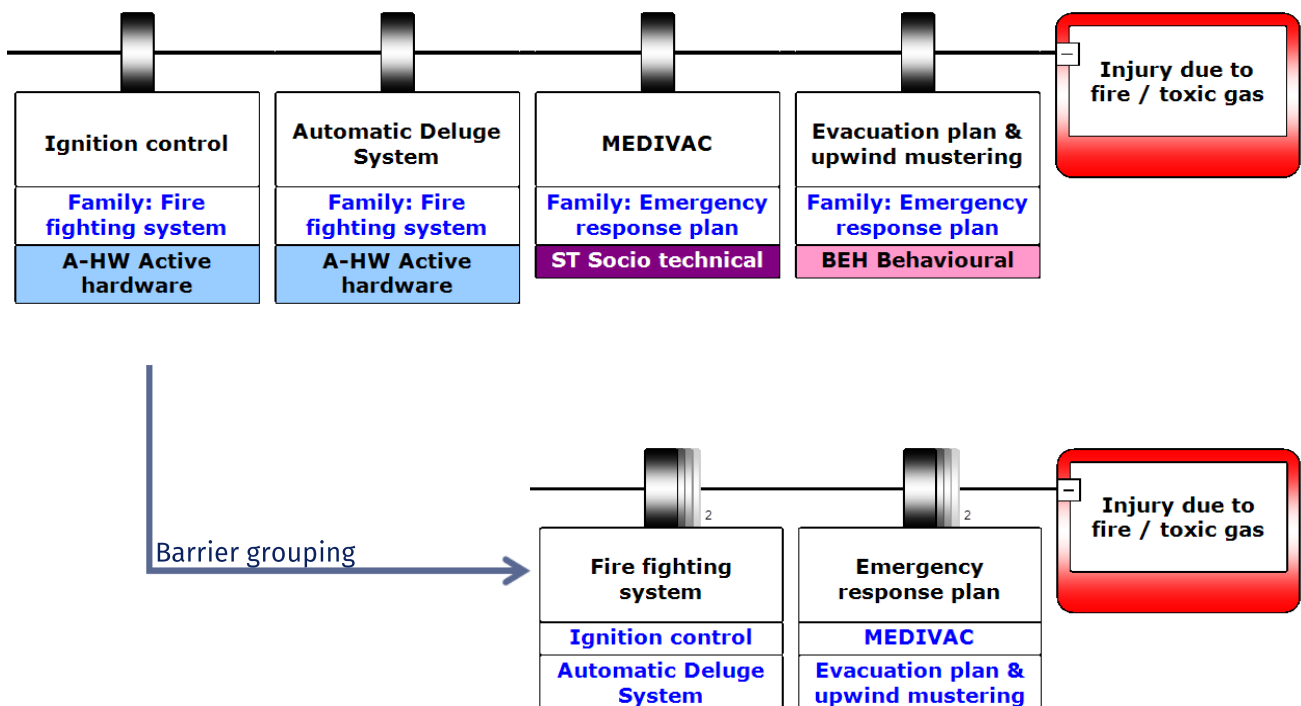 Ignition control
Family: Fire
fighting system
A-HW Active
hardware
Automatic Deluge
System
Family: Fire
fighting system
A-HW Active
hardware
MEDIVAC
Family: Emergency
response plan
ST Socio technical
Evacuation plan &
upwind mustering
Family: Emergency
response plan
BEH Behavioural
Injury due to
fire / toxic gas
Barrier grouping
2
Fire fighting
system
Ignition control
Automatic Deluge
System
2
Emergency
response plan
MEDIVAC
Evacuation plan &
upwind mustering
Injury due to
fire / toxic gas